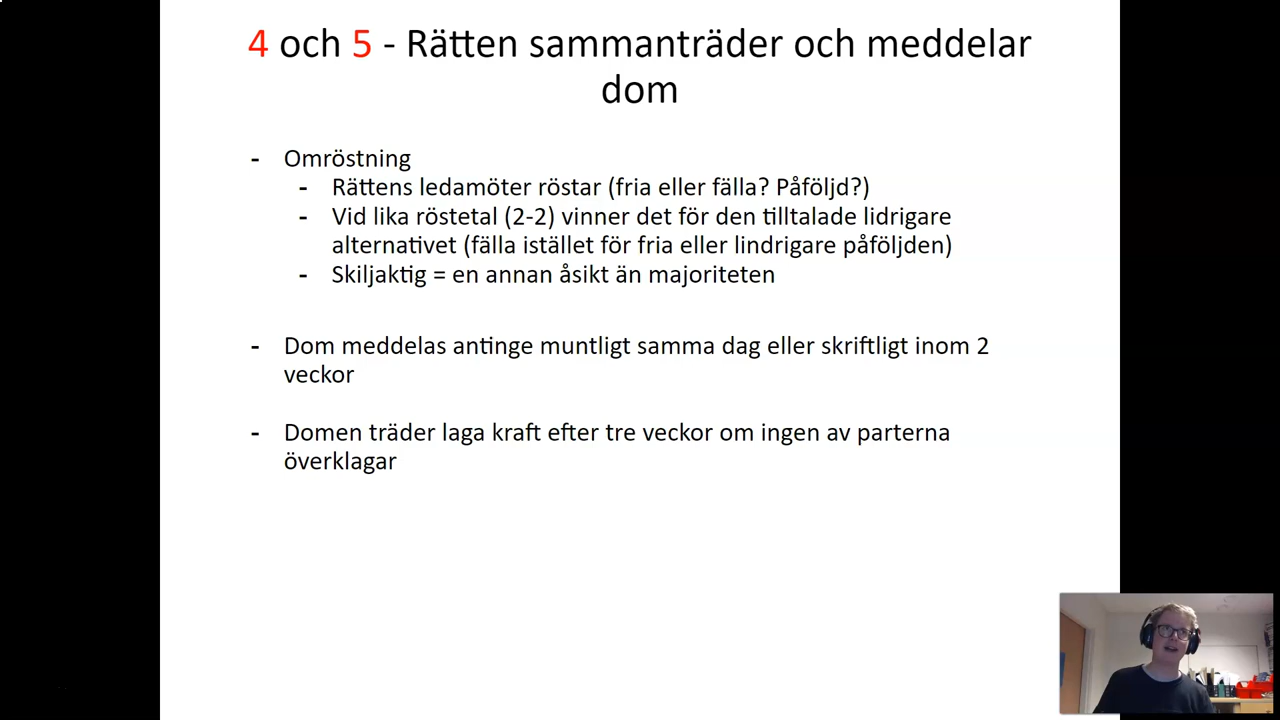 4 och 5 - Rätten sammanträder och meddelar
dom
- Omröstning
- Rättens ledamöter röstar (fria eller fälla? Påföljd?)
- Vid lika röstetal (2-2) vinner det för den tilltalade lidrigare
alternativet (fälla istället för fria eller lindrigare påföljden)
- Skiljaktig = en annan åsikt än majoriteten
- Dom meddelas antinge muntligt samma dag eller skriftligt inom 2
veckor
- Domen träder laga kraft efter tre veckor om ingen av parterna
överklagar